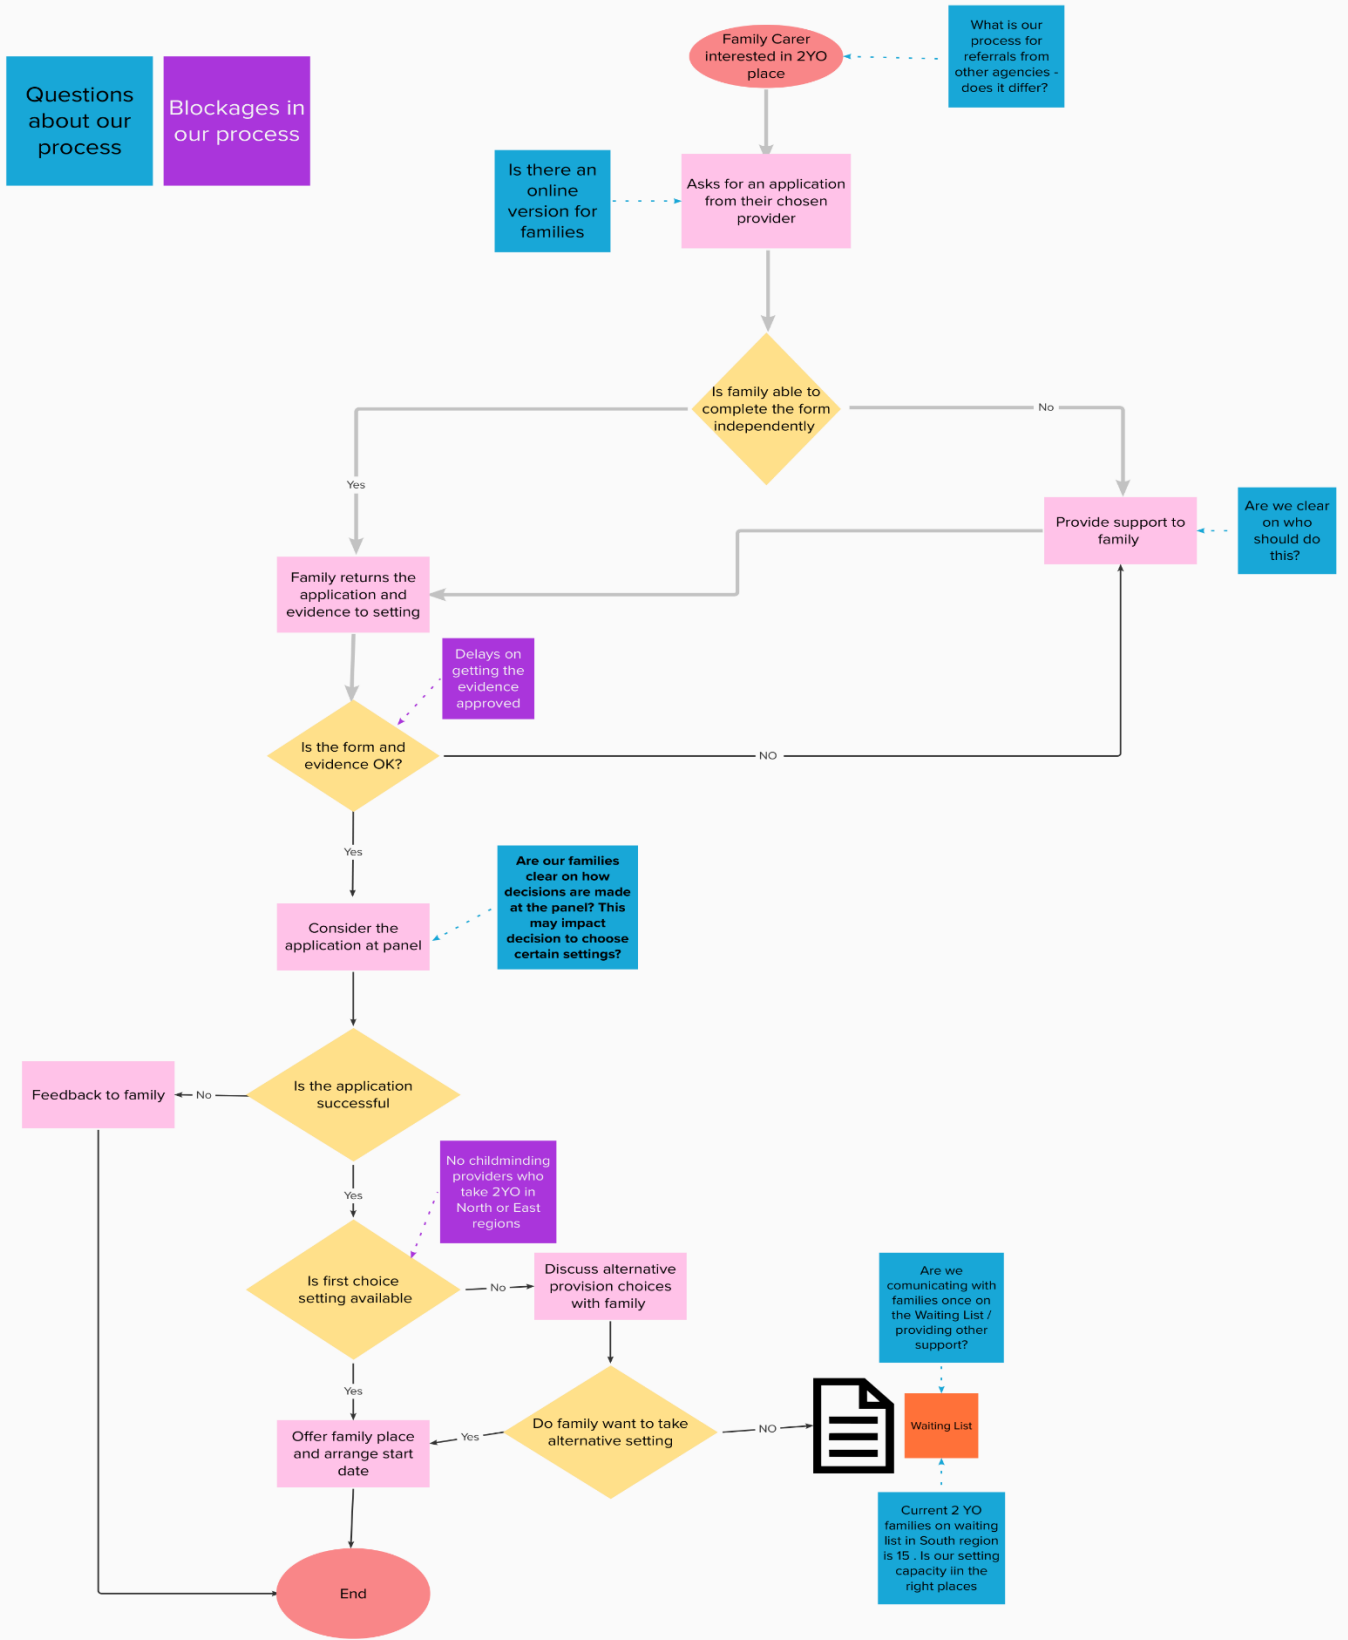 Family Carer
interested in 2YO
place
What is our
process for
referrals from
other agencies -
does it differ?
Questions
about our
process
Blockages in
our process
Is there an
online
version for
families
Asks for an application
from their chosen
provider
Is family able to
complete the form
independently
No
Yes
Provide support to
family
Are we clear
on who
should do
this?
Family returns the
application and
evidence to setting
Delays on
getting the
evidence
approved
Is the form and
evidence OK?
NO
Yes
Are our families
clear on how
decisions are made
at the panel? This
may impact
decision to choose
certain settings?
Consider the
application at panel
Is the application
successful
No
Feedback to family
Yes
No childminding
providers who
take 2YO in
North or East
regions
Is first choice
setting available
No
Discuss alternative
provision choices
with family
Are we
comunicating with
families once on
the Waiting List /
providing other
support?
Yes
Offer family place
and arrange start
date
Yes
Do family want to take
alternative setting
NO
Waiting List
Current 2 YO
families on waiting
list in South region
is 15 . Is our setting
capacity iin the
right places
End